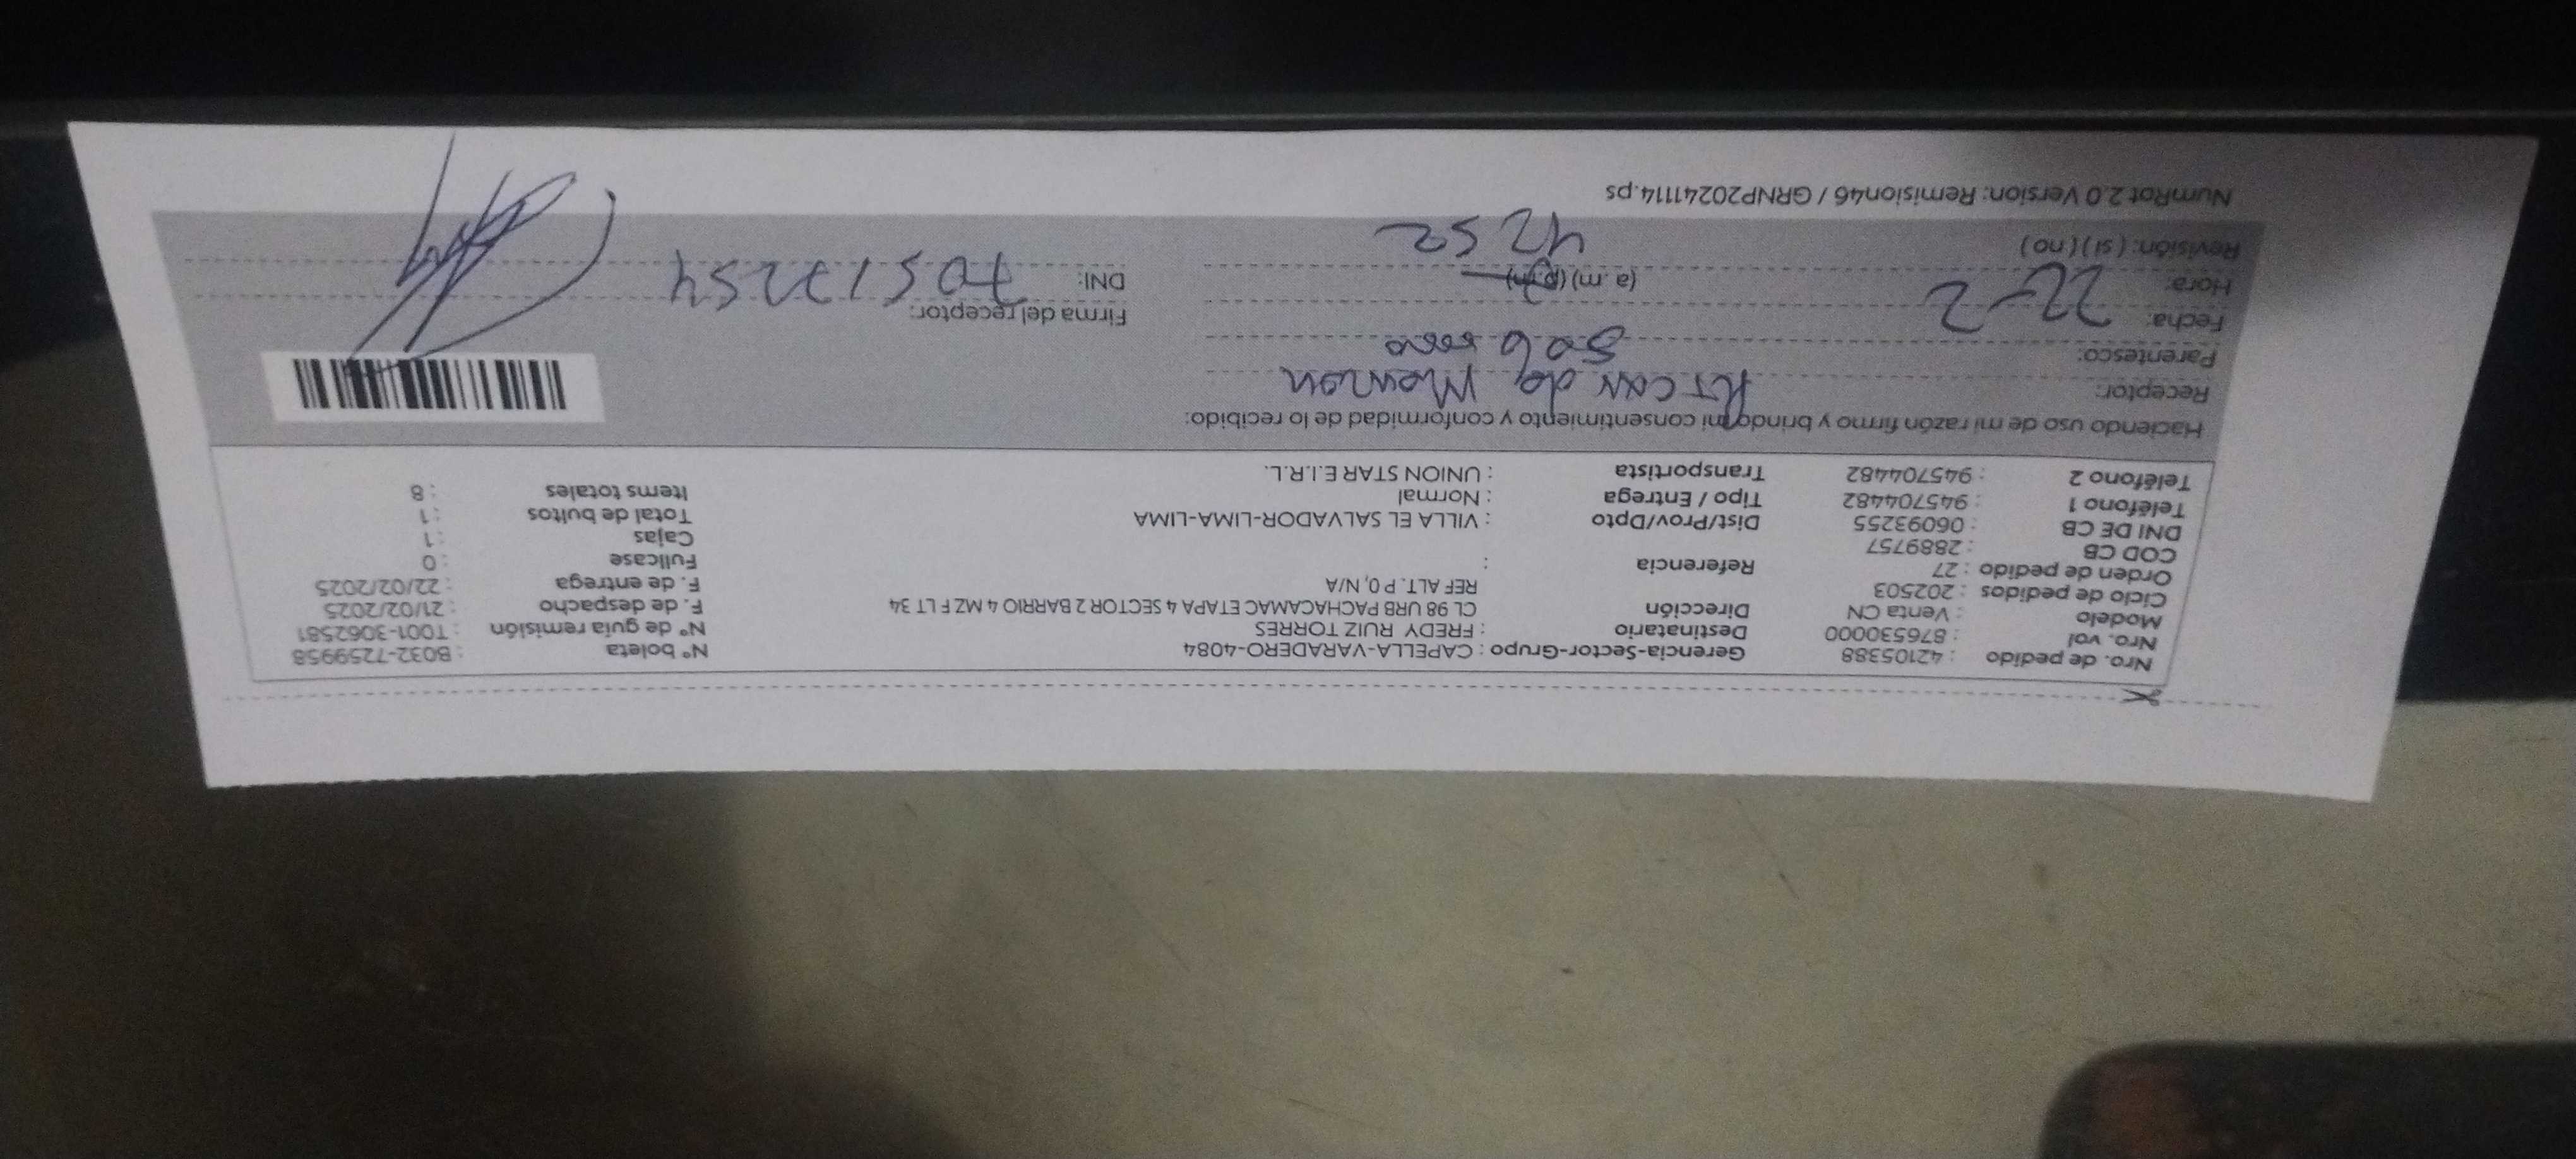 Nro. de pedido : 42105388 Gerencia-Sector-Grupo : CAPELLA-VARADERO-4084 N° boleta : B032-7259958
Nro. vol : 876530000 Destinatario : FREDY RUIZ TORRES N° de guía remisión : T001-3062581
Modelo : Venta CN Dirección CL 98 URB PACHACAMAC ETAPA 4 SECTOR 2 BARRIO 4 MZ F LT 34 F. de despacho : 21/02/2025
Ciclo de pedidos : 202503 REF ALT. P 0, N/A F. de entrega : 22/02/2025
Orden de pedido : 27 Referencia : Fullcase : 0
COD CB : 2889757 Cajas : 1
DNI DE CB : 06093255 Dist/Prov/Dpto : VILLA EL SALVADOR-LIMA-LIMA Total de bultos : 1
Teléfono 1 : 945704482 Tipo / Entrega : Normal Items totales : 8
Teléfono 2 : 945704482 Transportista : UNION STAR E.I.R.L.
Haciendo uso de mi razón firmo y brindo mi consentimiento y conformidad de lo recibido:
Receptor:
Parentesco:
Fecha: 22-2 Firma del receptor:
Hora: (a. m) (p.m) DNI: 70517254
Revisión: ( si ) ( no )
NumRot 2.0 Version: Remision46 / GRNP20241114.ps